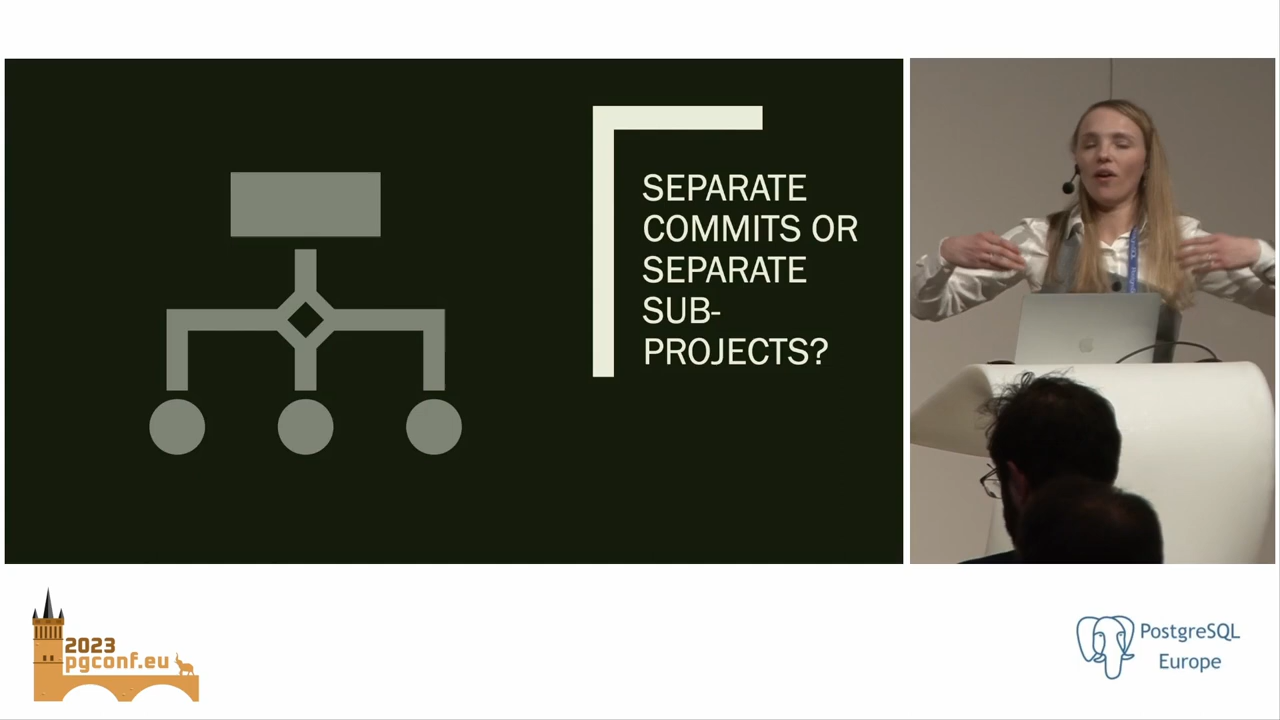 SEPARATE
COMMITS OR
SEPARATE
SUB-
PROJECTS?
2023
pgconf.eu
PostgreSQL
Europe